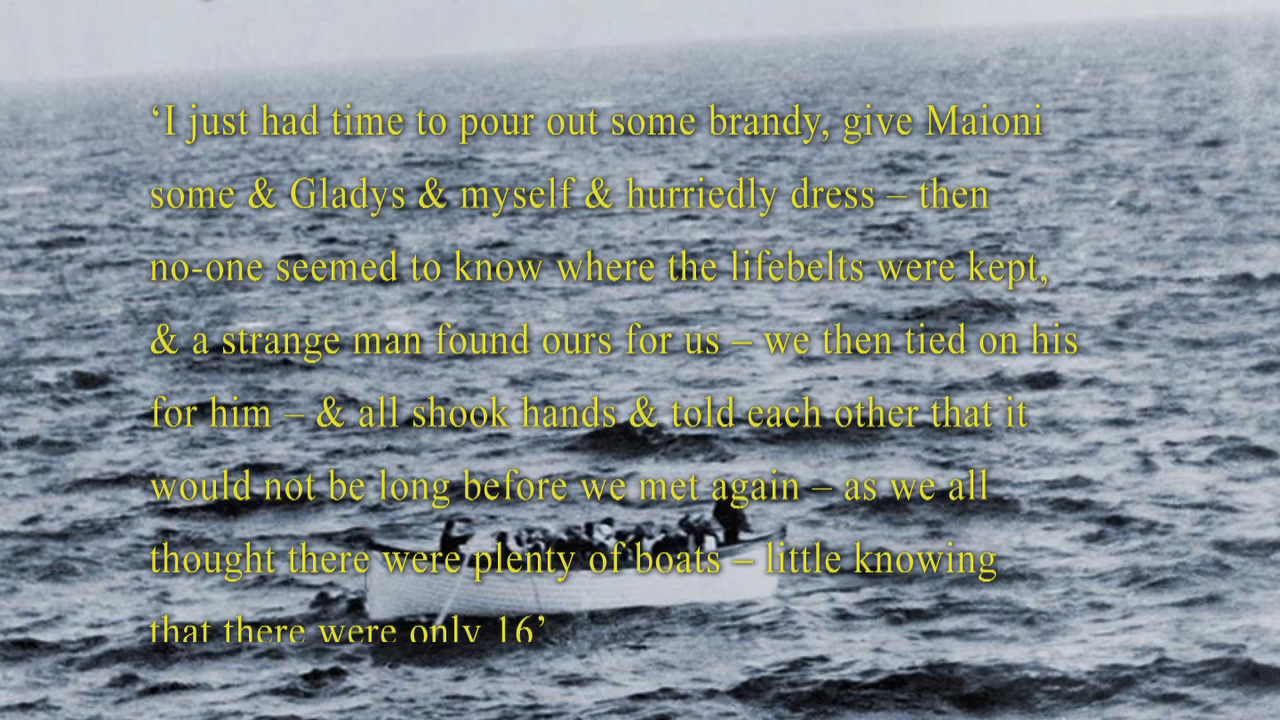 ‘I just had time to pour out some brandy, give Maioni
some & Gladys & myself & hurriedly dress – then
no-one seemed to know where the lifebelts were kept,
& a strange man found ours for us – we then tied on his
for him – & all shook hands & told each other that it
would not be long before we met again – as we all
thought there were plenty of boats – little knowing
that there were only 16’